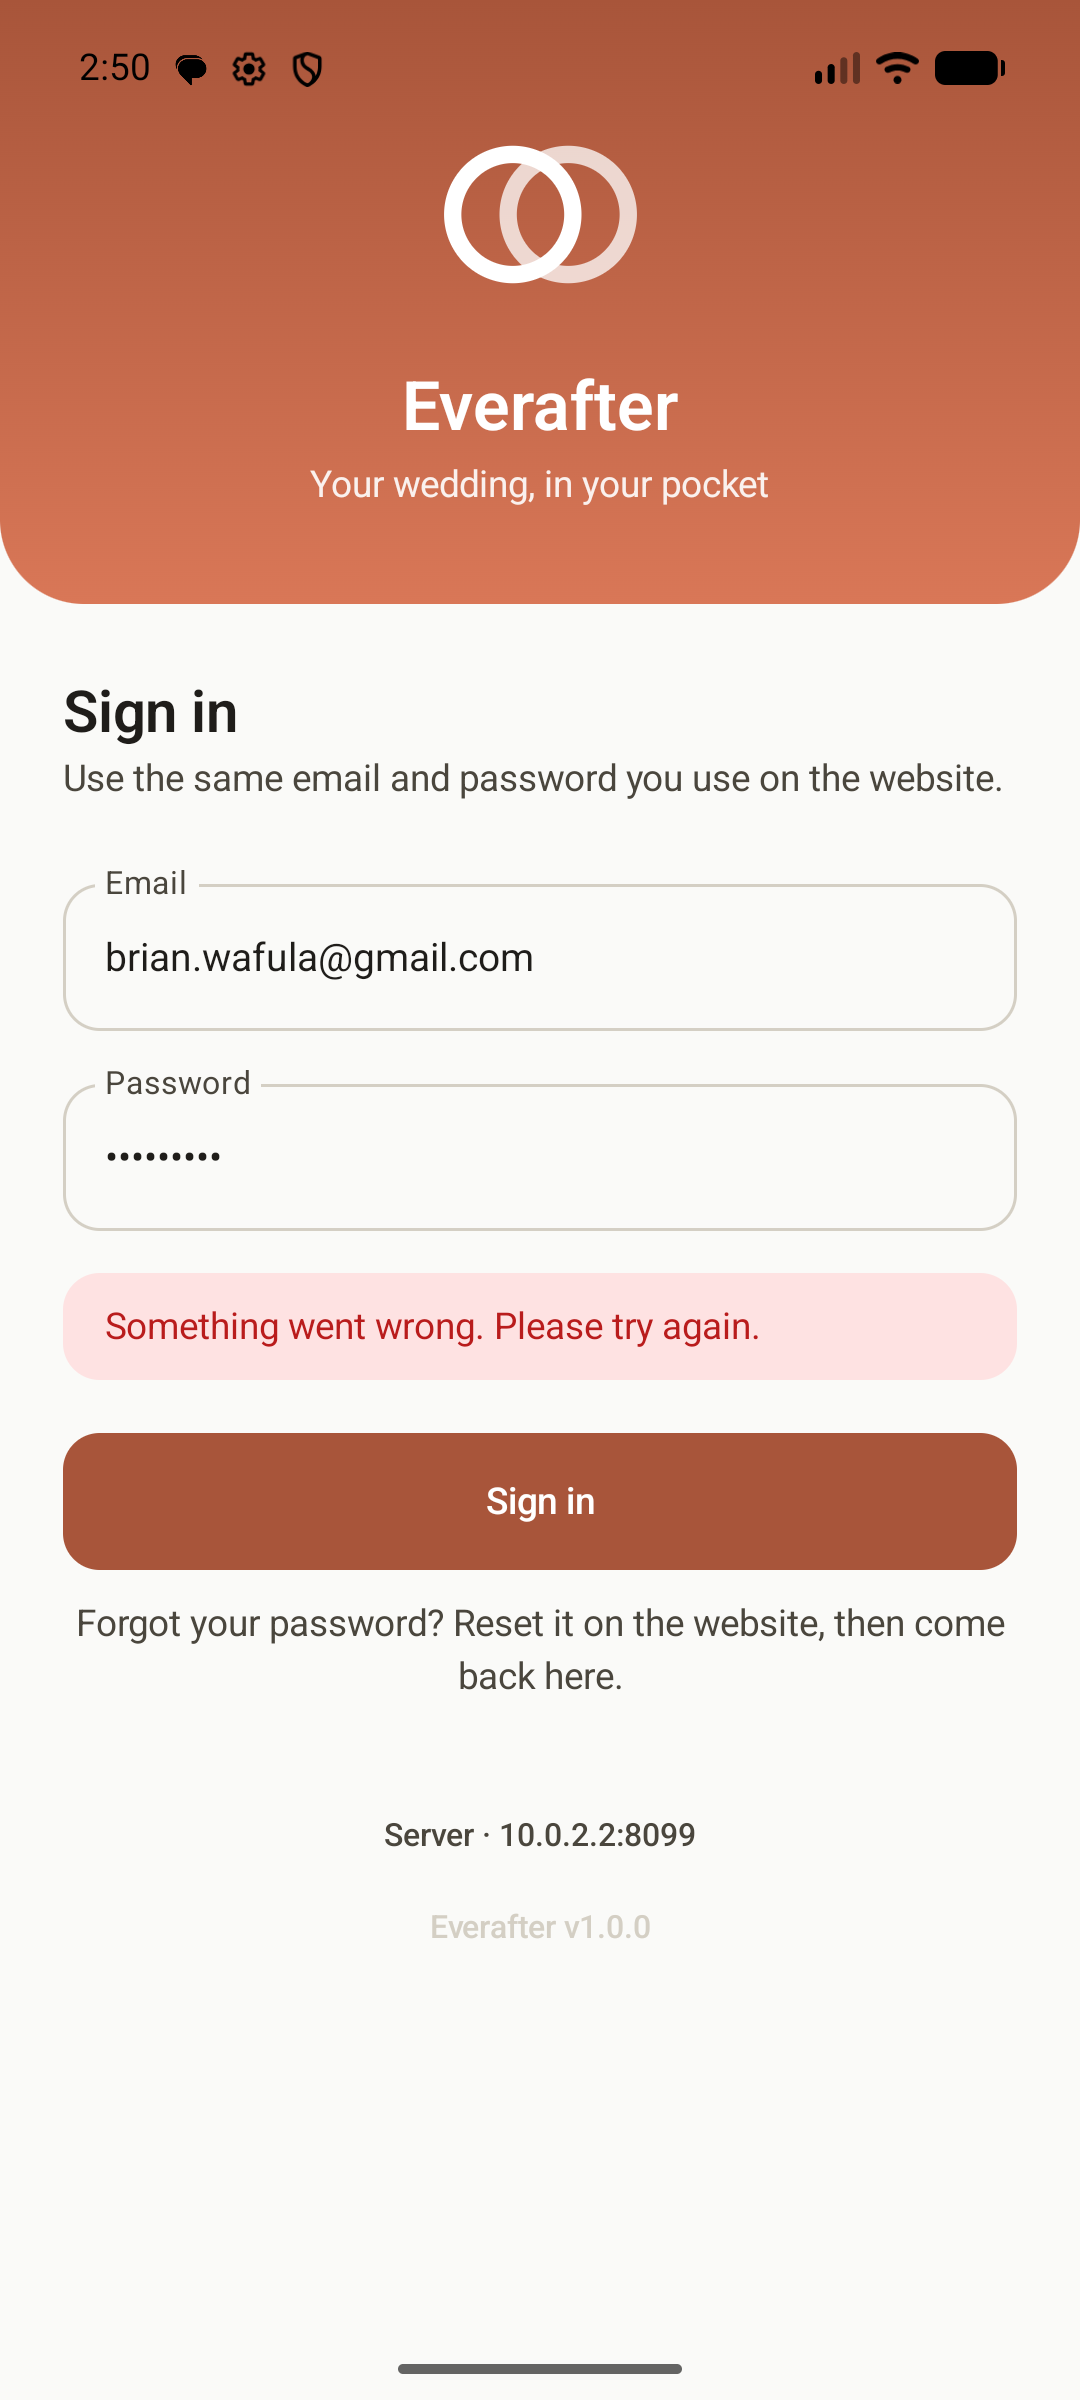 2:50
Everafter
Your wedding, in your pocket
Sign in
Use the same email and password you use on the website.
Email
brian.wafula@gmail.com
Password
•••••••••
Something went wrong. Please try again.
Sign in
Forgot your password? Reset it on the website, then come
back here.
Server · 10.0.2.2:8099
Everafter v1.0.0